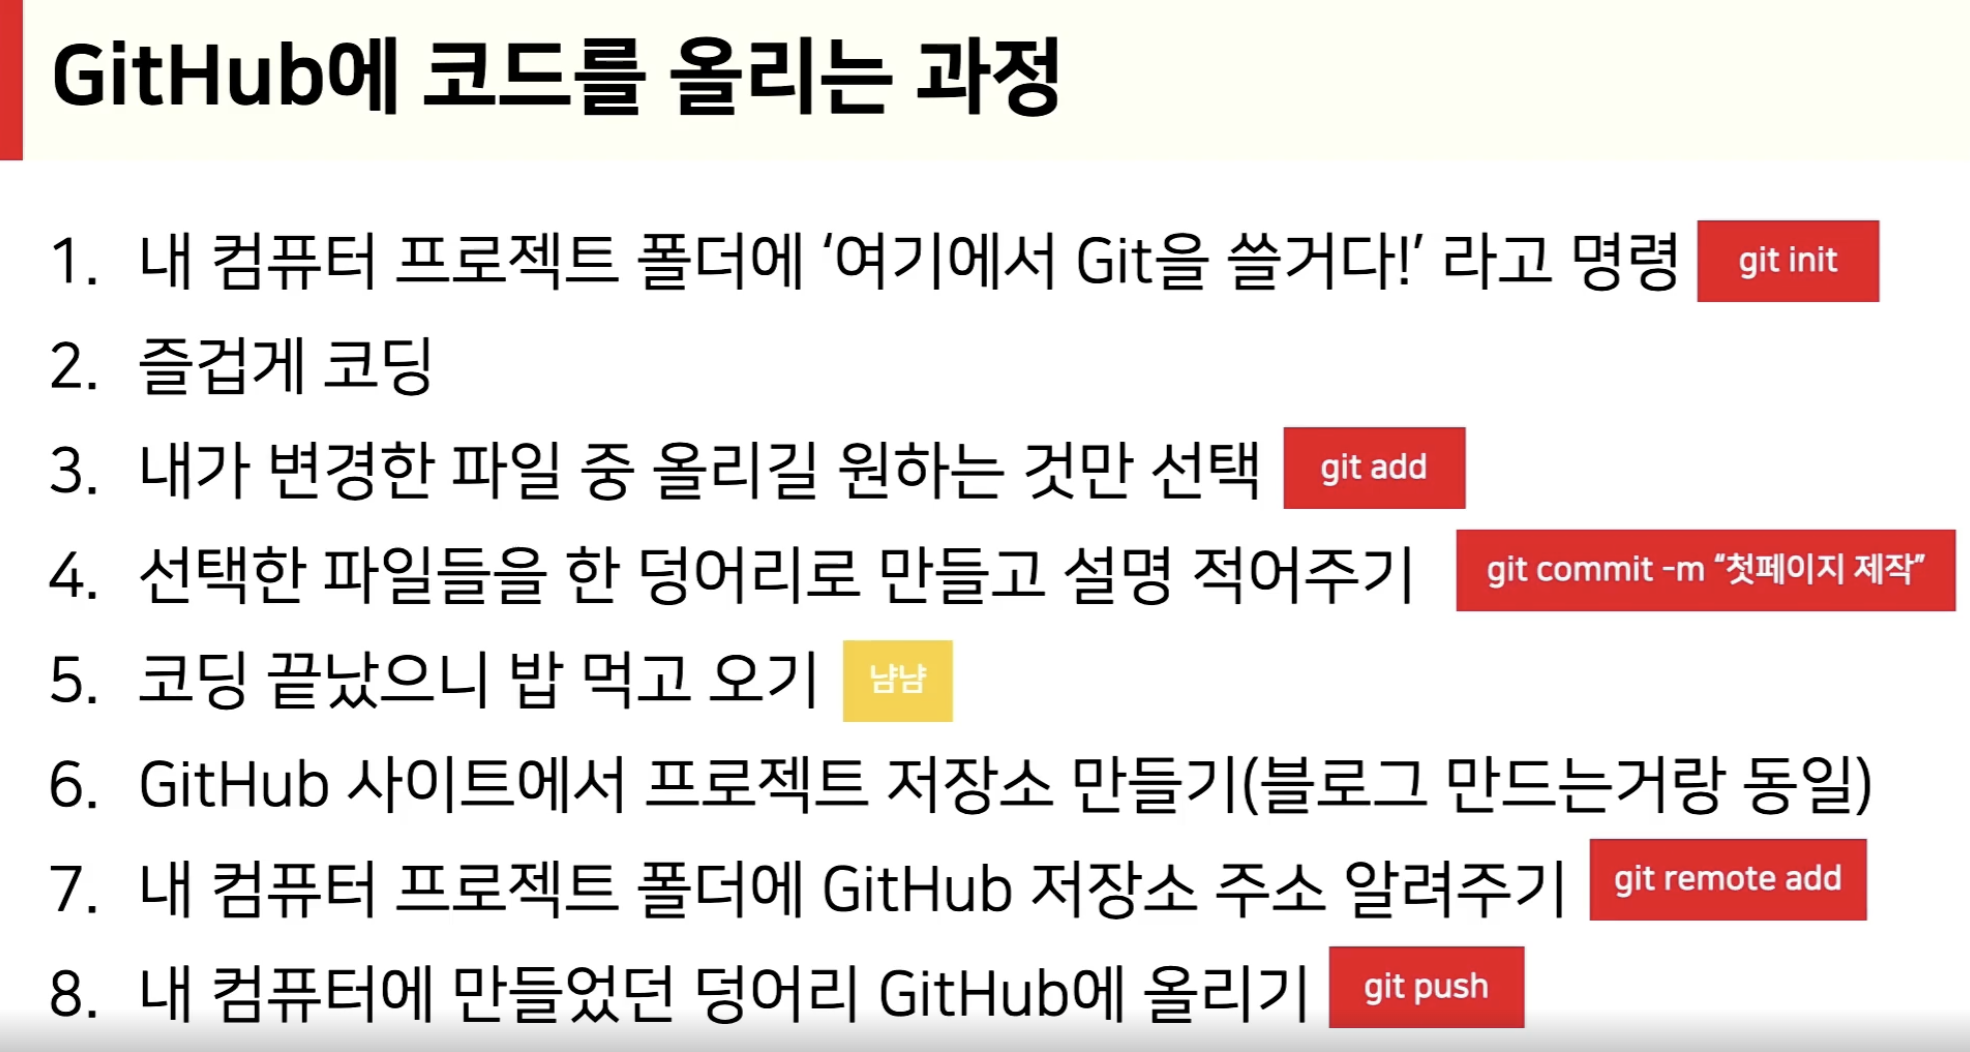 GitHub에 코드를 올리는 과정
1. 내 컴퓨터 프로젝트 폴더에 ‘여기에서 Git을 쓸거다!’ 라고 명령 git init
2. 즐겁게 코딩
3. 내가 변경한 파일 중 올리길 원하는 것만 선택 git add
4. 선택한 파일들을 한 덩어리로 만들고 설명 적어주기 git commit -m “첫페이지 제작”
5. 코딩 끝났으니 밥 먹고 오기 냠냠
6. GitHub 사이트에서 프로젝트 저장소 만들기(블로그 만드는거랑 동일)
7. 내 컴퓨터 프로젝트 폴더에 GitHub 저장소 주소 알려주기 git remote add
8. 내 컴퓨터에 만들었던 덩어리 GitHub에 올리기 git push